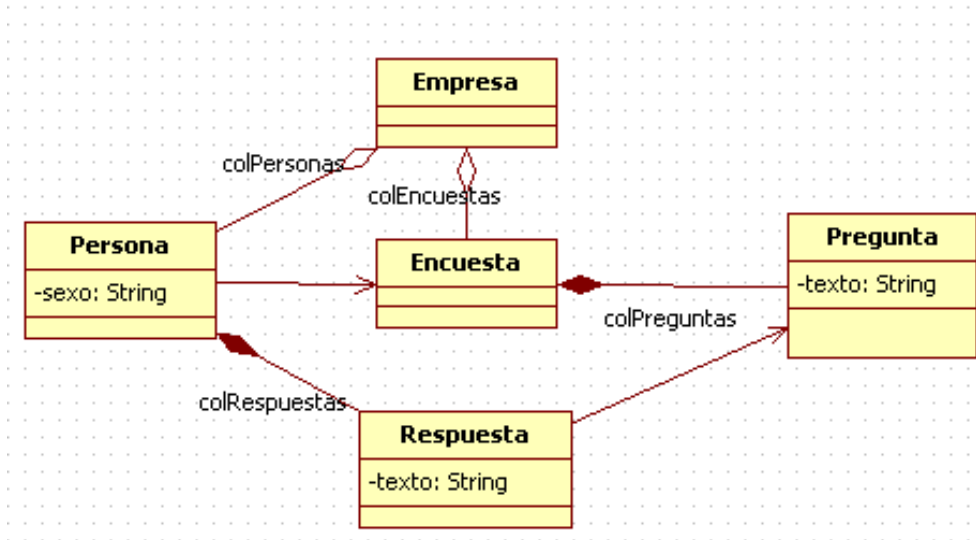 Empresa
colPersonas
colEncuestas
Persona
-sexo: String
Encuesta
Pregunta
-texto: String
colPreguntas
colRespuestas
Respuesta
-texto: String